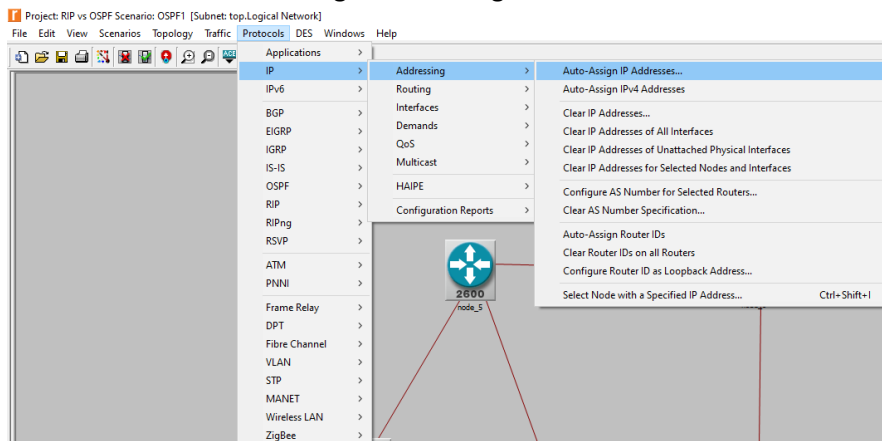 Project: RIP vs OSPF Scenario: OSPF1 [Subnet: top.Logical Network]
File Edit View Scenarios Topology Traffic Protocols DES Windows Help
Applications
IP
IPv6
BGP
EIGRP
IGRP
IS-IS
OSPF
RIP
RIPng
RSVP
ATM
PNNI
Frame Relay
DPT
Fibre Channel
VLAN
STP
MANET
Wireless LAN
ZigBee
Addressing
Routing
Interfaces
Demands
QoS
Multicast
HAIPE
Configuration Reports
Auto-Assign IP Addresses...
Auto-Assign IPv4 Addresses
Clear IP Addresses...
Clear IP Addresses of All Interfaces
Clear IP Addresses of Unattached Physical Interfaces
Clear IP Addresses for Selected Nodes and Interfaces
Configure AS Number for Selected Routers...
Clear AS Number Specification...
Auto-Assign Router IDs
Clear Router IDs on all Routers
Configure Router ID as Loopback Address...
Select Node with a Specified IP Address... Ctrl+Shift+I
2600
node_5